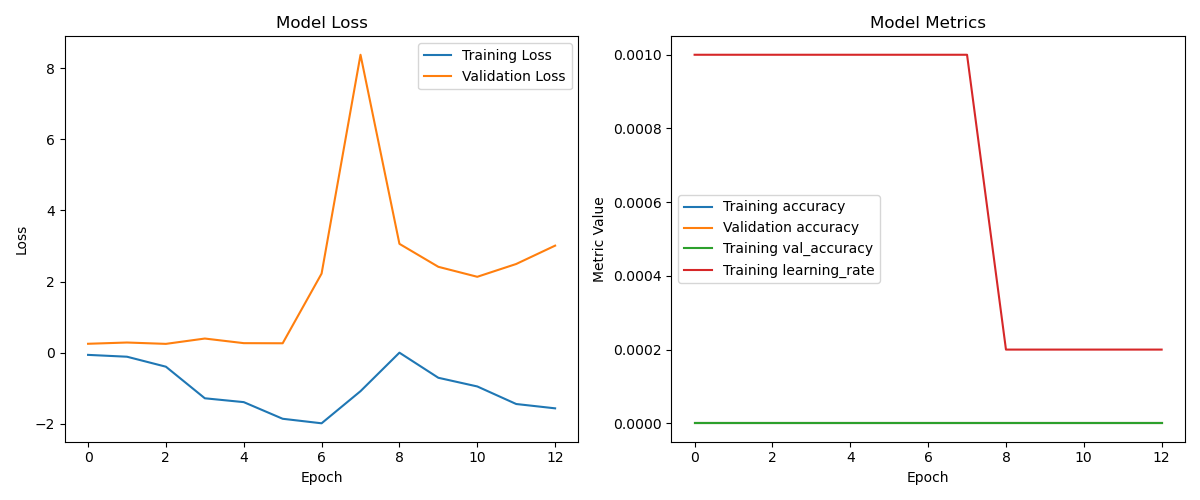 Model Loss
Training Loss
Validation Loss
8
6
4
2
0
−2
Loss
0 2 4 6 8 10 12
Epoch
Model Metrics
0.0010
0.0008
0.0006
0.0004
0.0002
0.0000
Metric Value
Training accuracy
Validation accuracy
Training val_accuracy
Training learning_rate
0 2 4 6 8 10 12
Epoch